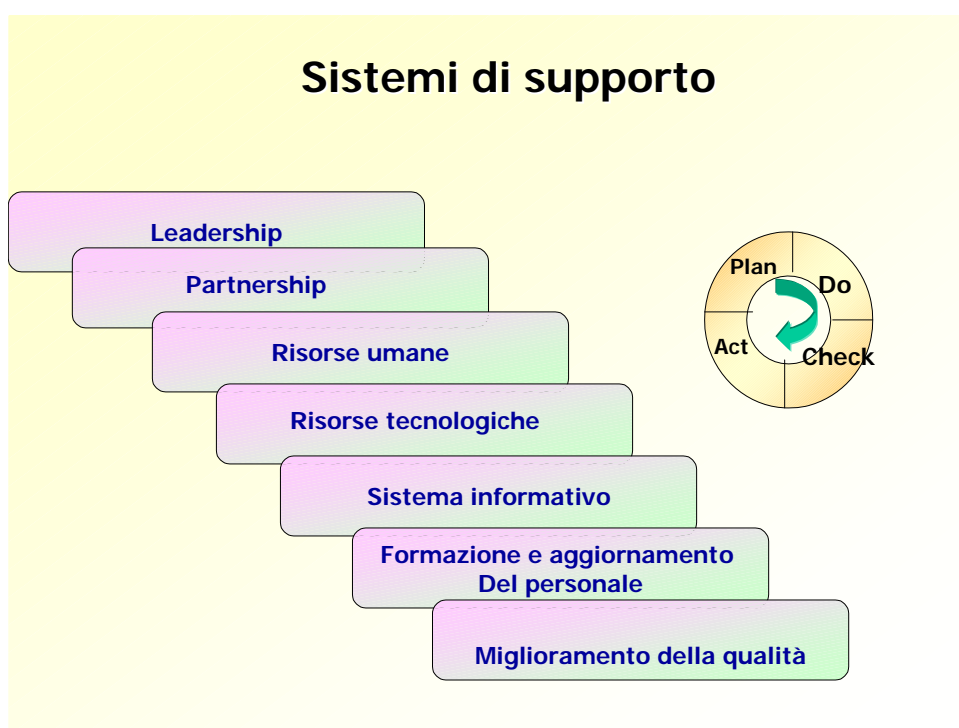 Sistemi di supporto
Leadership
Partnership
Risorse umane
Risorse tecnologiche
Sistema informativo
Formazione e aggiornamento
Del personale
Miglioramento della qualità
Plan
Do
Act
Check